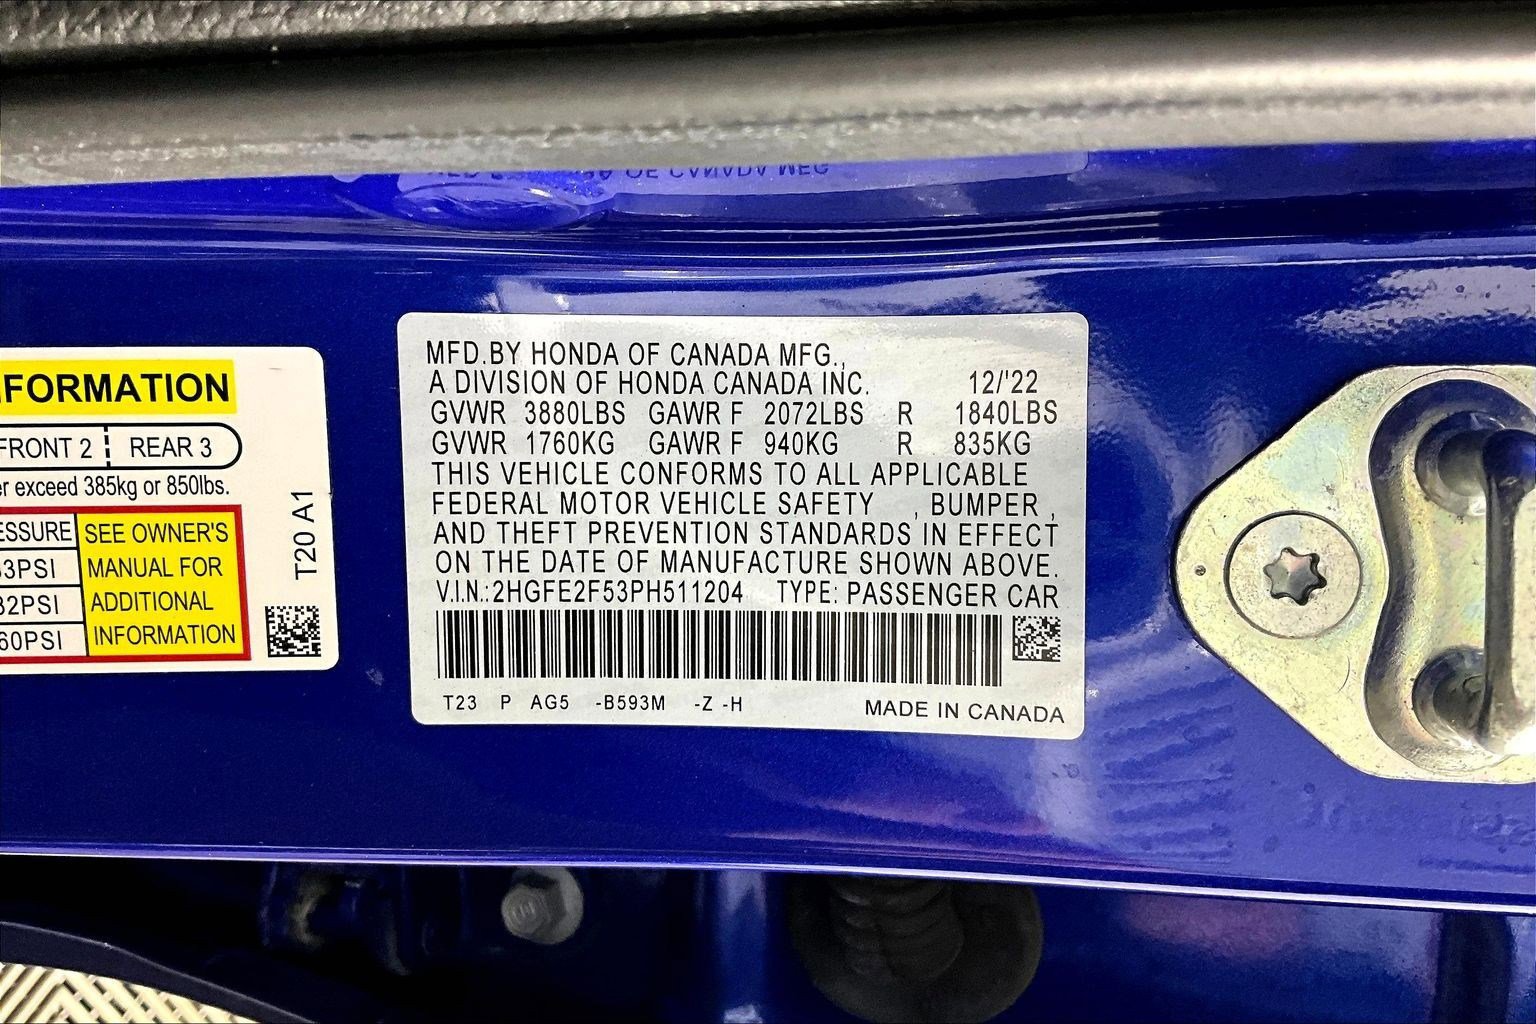 FORMATION
FRONT 2 REAR 3
er exceed 385kg or 850lbs.
ESSURE SEE OWNER'S
3PSI MANUAL FOR
32PSI ADDITIONAL
60PSI INFORMATION
T20 A1
MFD.BY HONDA OF CANADA MFG.,
A DIVISION OF HONDA CANADA INC. 12/'22
GVWR 3880LBS GAWR F 2072LBS R 1840LBS
GVWR 1760KG GAWR F 940KG R 835KG
THIS VEHICLE CONFORMS TO ALL APPLICABLE
FEDERAL MOTOR VEHICLE SAFETY , BUMPER ,
AND THEFT PREVENTION STANDARDS IN EFFECT
ON THE DATE OF MANUFACTURE SHOWN ABOVE.
V.I.N.:2HGFE2F53PH511204 TYPE: PASSENGER CAR
T23 P AG5 -B593M -Z -H MADE IN CANADA